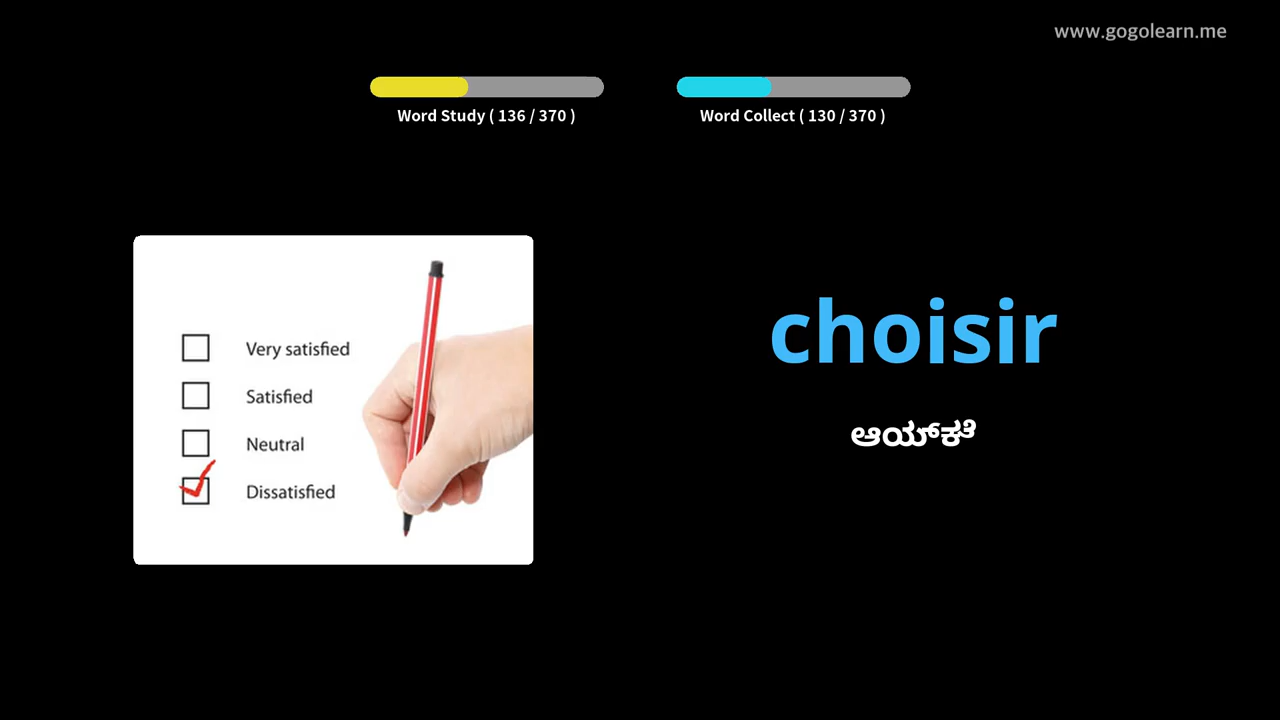 www.gogolearn.me
Word Study ( 136 / 370 )
Word Collect ( 130 / 370 )
Very satisfied
Satisfied
Neutral
Dissatisfied
choisir
ಆಯ್ಕೆ